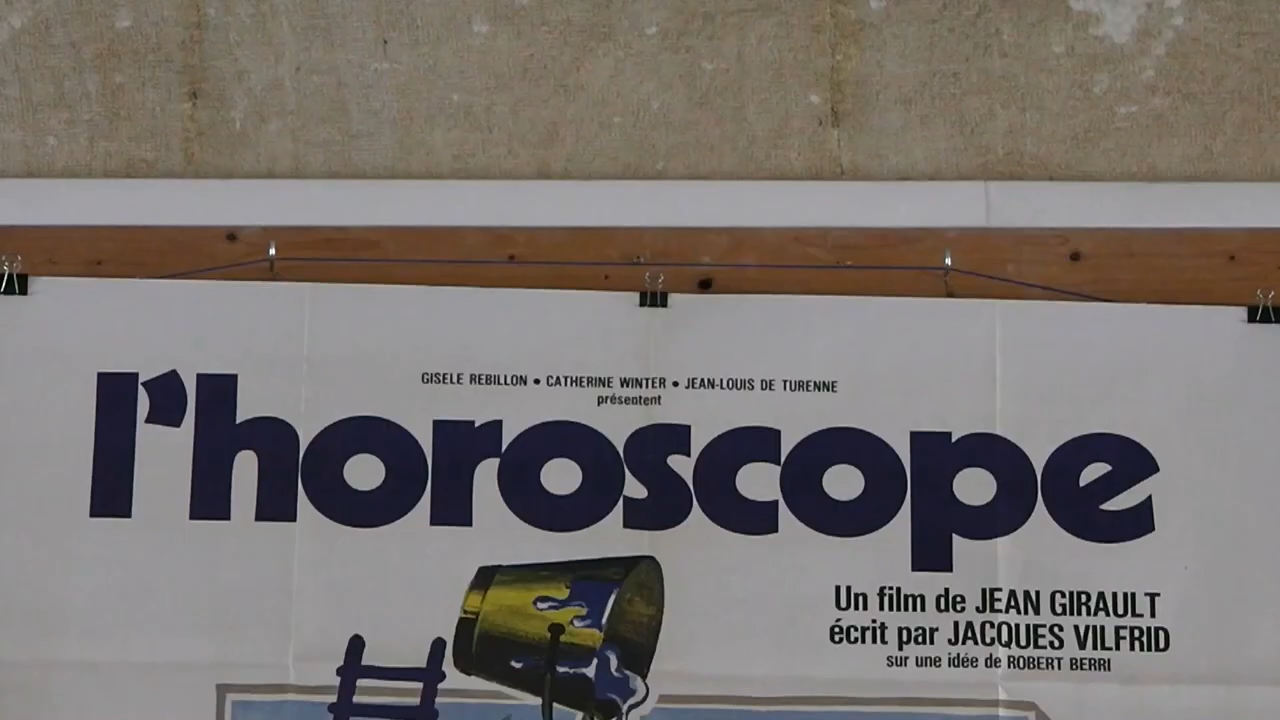 GISELE REBILLON • CATHERINE WINTER • JEAN-LOUIS DE TURENNE
présentent
l'horoscope
Un film de JEAN GIRAULT
écrit par JACQUES VILFRID
sur une idée de ROBERT BERRI